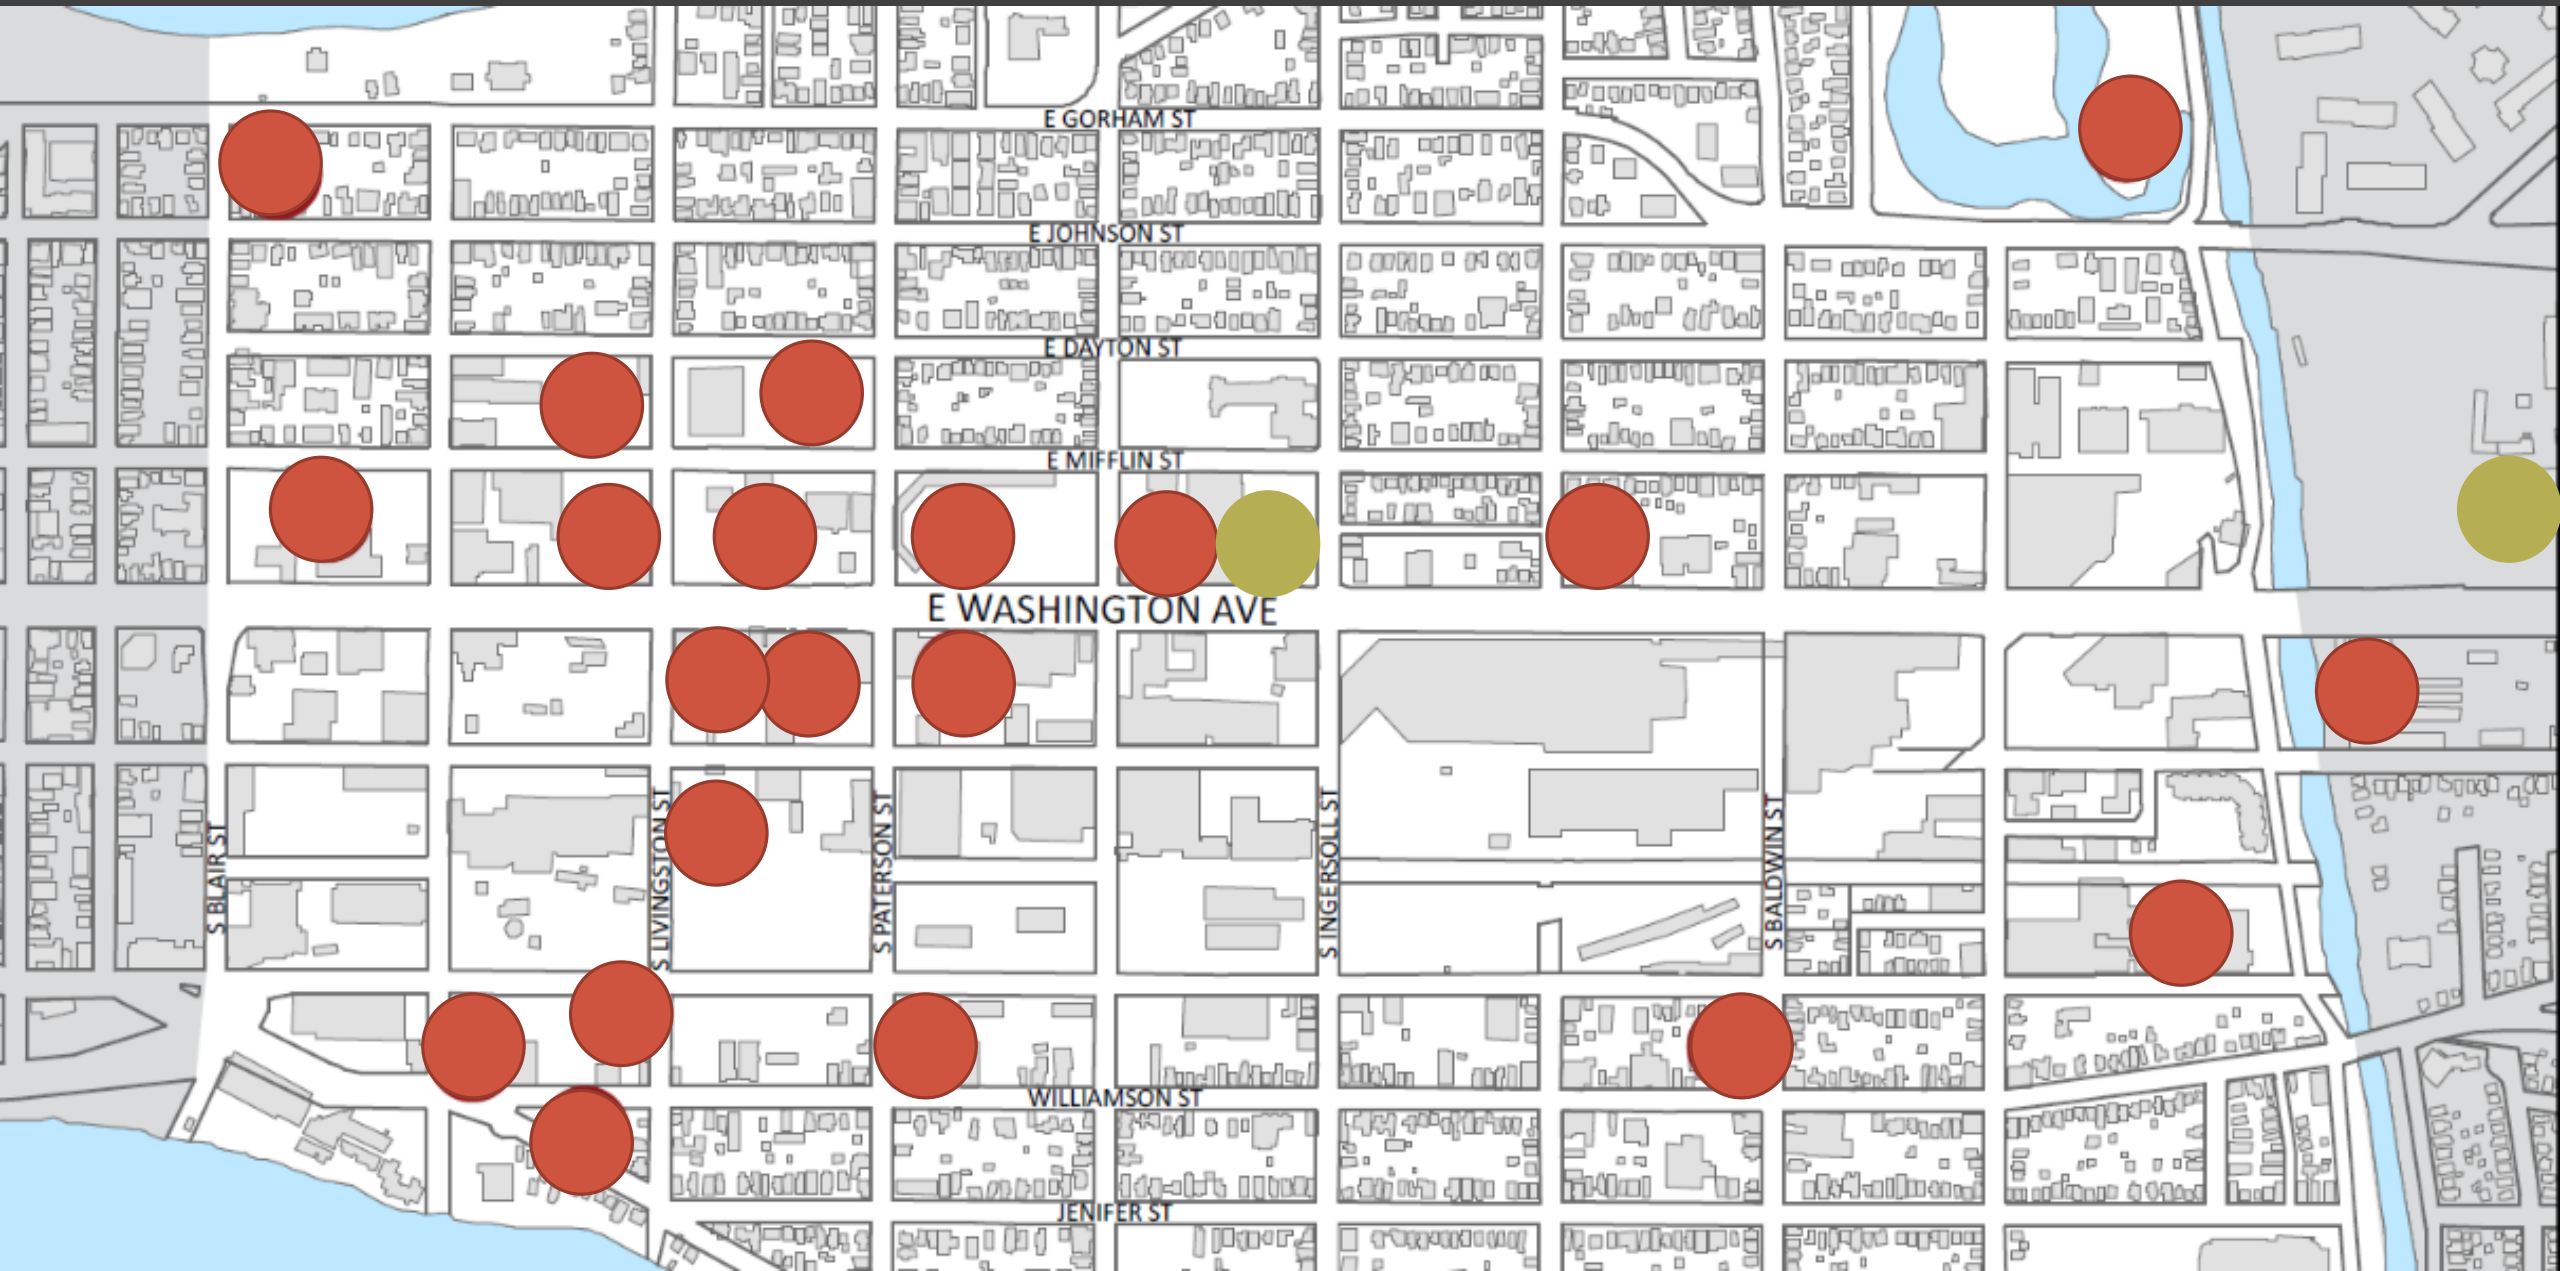 E GORHAM ST
E JOHNSON ST
E DAYTON ST
E MIFFLIN ST
E WASHINGTON AVE
S BLAIR ST
S LIVINGSTON ST
S PATERSON ST
S INGERSOLL ST
S BALDWIN ST
WILLIAMSON ST
JENIFER ST